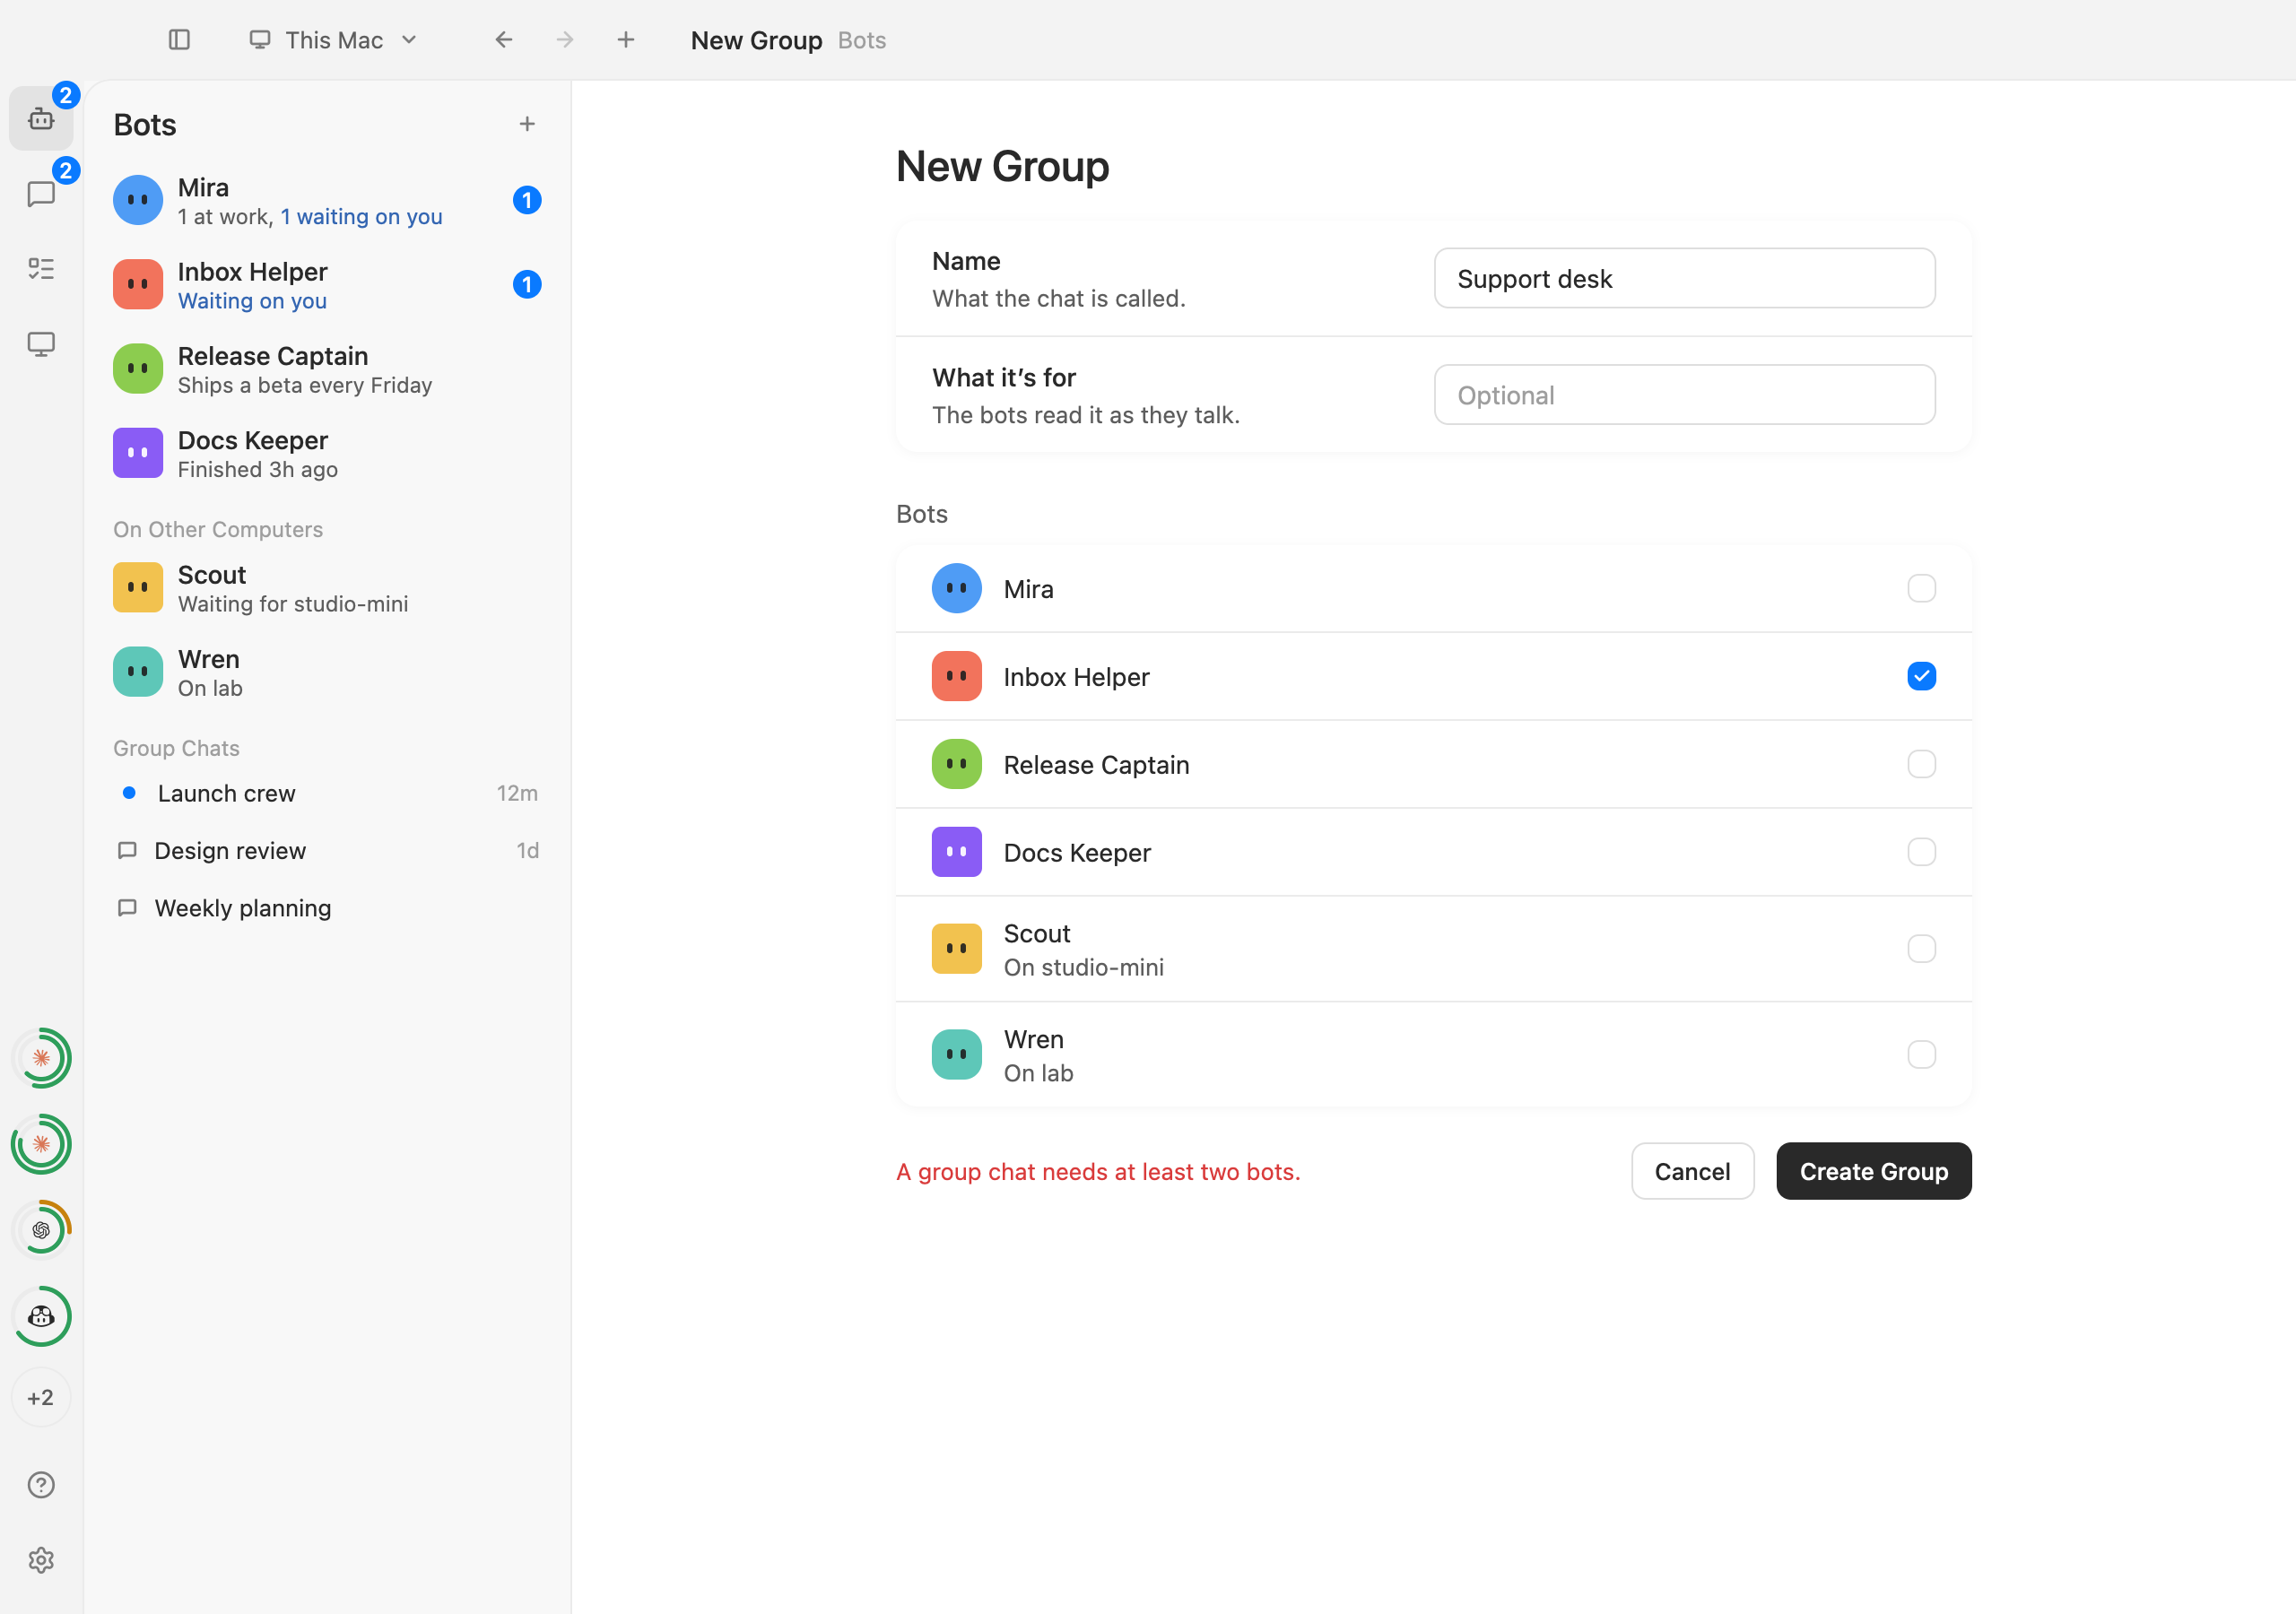 This Mac
New Group Bots
2
2
Bots
Mira
1 at work, 1 waiting on you
1
Inbox Helper
Waiting on you
1
Release Captain
Ships a beta every Friday
Docs Keeper
Finished 3h ago
On Other Computers
Scout
Waiting for studio-mini
Wren
On lab
Group Chats
Launch crew 12m
Design review 1d
Weekly planning
+2
New Group
Name
What the chat is called.
Support desk
What it’s for
The bots read it as they talk.
Optional
Bots
Mira
Inbox Helper
Release Captain
Docs Keeper
Scout
On studio-mini
Wren
On lab
A group chat needs at least two bots.
Cancel
Create Group